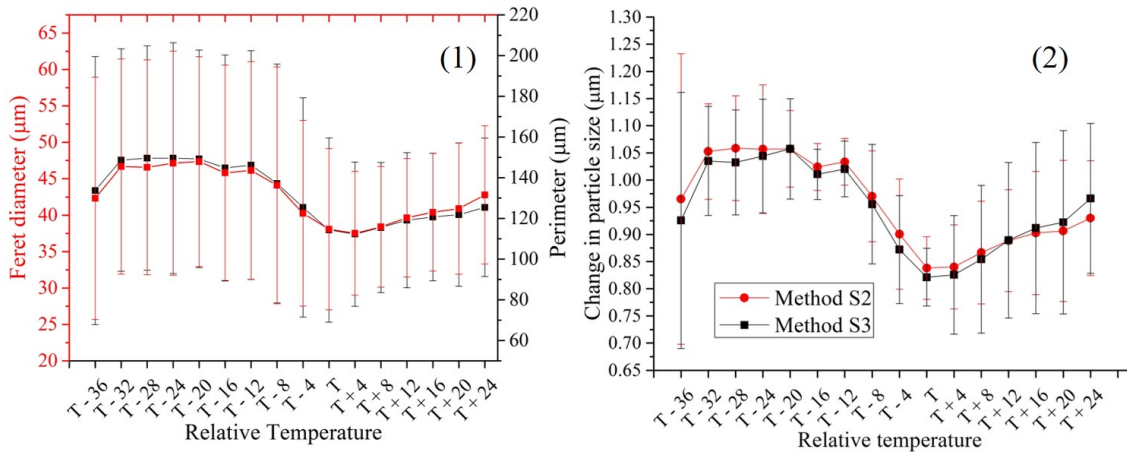 (1)
Feret diameter (μm)
65
60
55
50
45
40
35
30
25
20
220
200
180
160
140
120
100
80
60
Perimeter (μm)
T - 36
T - 32
T - 28
T - 24
T - 20
T - 16
T - 12
T - 8
T - 4
T
T + 4
T + 8
T + 12
T + 16
T + 20
T + 24
Relative Temperature
(2)
Change in particle size (μm)
1.30
1.25
1.20
1.15
1.10
1.05
1.00
0.95
0.90
0.85
0.80
0.75
0.70
0.65
Method S2
Method S3
T - 36
T - 32
T - 28
T - 24
T - 20
T - 16
T - 12
T - 8
T - 4
T
T + 4
T + 8
T + 12
T + 16
T + 20
T + 24
Relative temperature